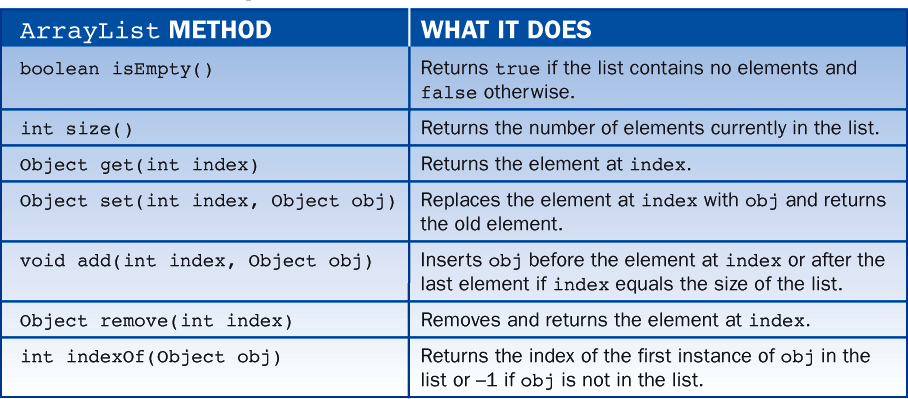 ArrayList METHOD WHAT IT DOES
boolean isEmpty() Returns true if the list contains no elements and
false otherwise.
int size() Returns the number of elements currently in the list.
Object get(int index) Returns the element at index.
Object set(int index, Object obj) Replaces the element at index with obj and returns
the old element.
void add(int index, Object obj) Inserts obj before the element at index or after the
last element if index equals the size of the list.
Object remove(int index) Removes and returns the element at index.
int indexOf(Object obj) Returns the index of the first instance of obj in the
list or –1 if obj is not in the list.